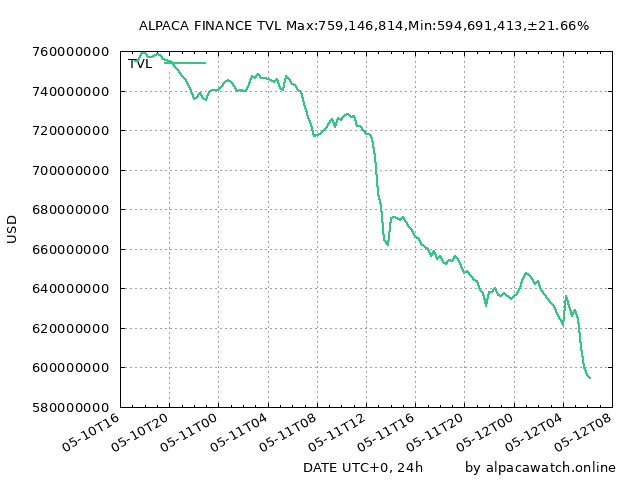 ALPACA FINANCE TVL Max:759,146,814,Min:594,691,413,±21.66%
TVL
760000000
740000000
720000000
700000000
680000000
660000000
640000000
620000000
600000000
580000000
USD
05-10T16
05-10T20
05-11T00
05-11T04
05-11T08
05-11T12
05-11T16
05-11T20
05-12T00
05-12T04
05-12T08
DATE UTC+0, 24h
by alpacawatch.online